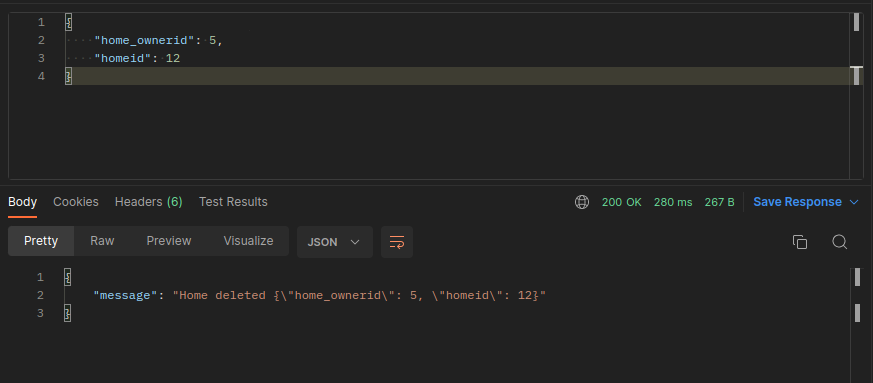 1 {
2 "home_ownerid": 5,
3 "homeid": 12
4 }
Body Cookies Headers (6) Test Results 200 OK 280 ms 267 B Save Response
Pretty Raw Preview Visualize JSON
1 {
2 "message": "Home deleted {\"home_ownerid\": 5, \"homeid\": 12}"
3 }